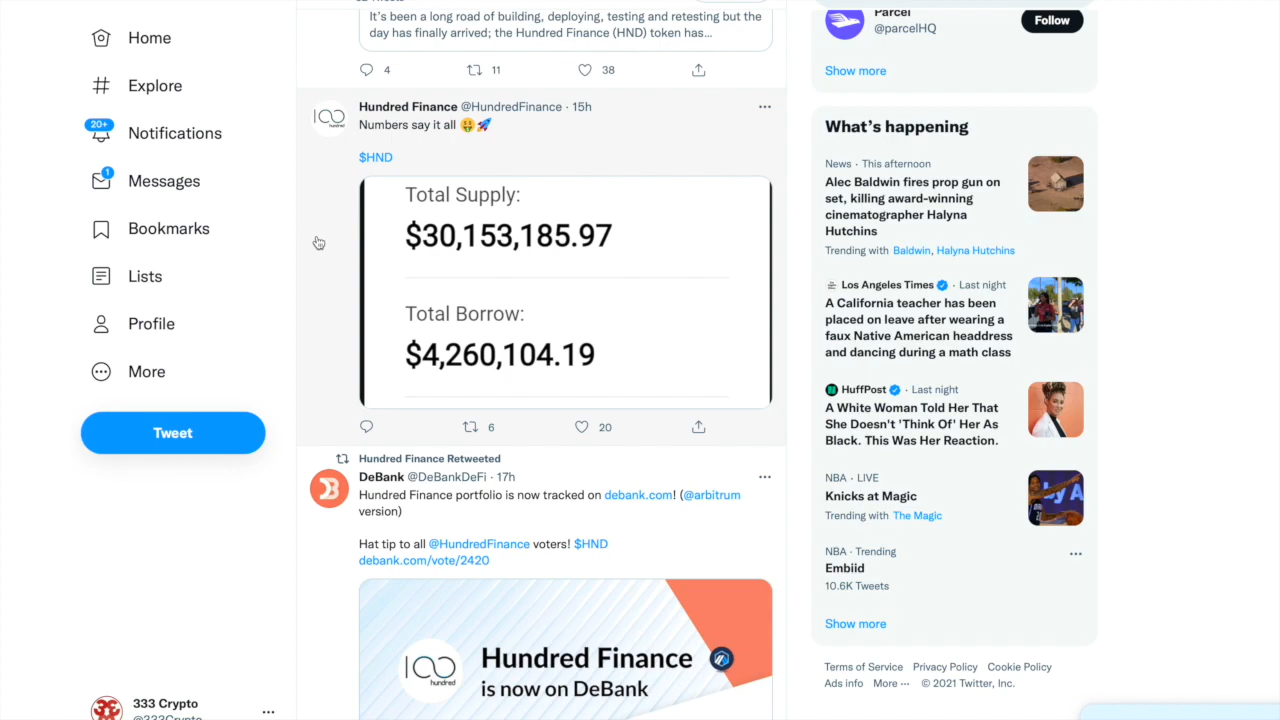 Home
Explore
20+
Notifications
1
Messages
Bookmarks
Lists
Profile
More
Tweet
333 Crypto
@333Crypto
It's been a long road of building, deploying, testing and retesting but the
day has finally arrived; the Hundred Finance (HND) token has...
4 11 38
Hundred Finance @HundredFinance · 15h
Numbers say it all 🤑🚀
$HND
Total Supply:
$30,153,185.97
Total Borrow:
$4,260,104.19
6 20
Hundred Finance Retweeted
DeBank @DeBankDeFi · 17h
Hundred Finance portfolio is now tracked on debank.com! (@arbitrum
version)
Hat tip to all @HundredFinance voters! $HND
debank.com/vote/2420
hundred
Hundred Finance
is now on DeBank
Parcel
@parcelHQ
Follow
Show more
What's happening
News · This afternoon
Alec Baldwin fires prop gun on
set, killing award-winning
cinematographer Halyna
Hutchins
Trending with Baldwin, Halyna Hutchins
Los Angeles Times · Last night
A California teacher has been
placed on leave after wearing a
faux Native American headdress
and dancing during a math class
HuffPost · Last night
A White Woman Told Her That
She Doesn't 'Think Of' Her As
Black. This Was Her Reaction.
NBA · LIVE
Knicks at Magic
Trending with The Magic
NBA · Trending
Embiid
10.6K Tweets
Show more
Terms of Service Privacy Policy Cookie Policy
Ads info More ··· © 2021 Twitter, Inc.